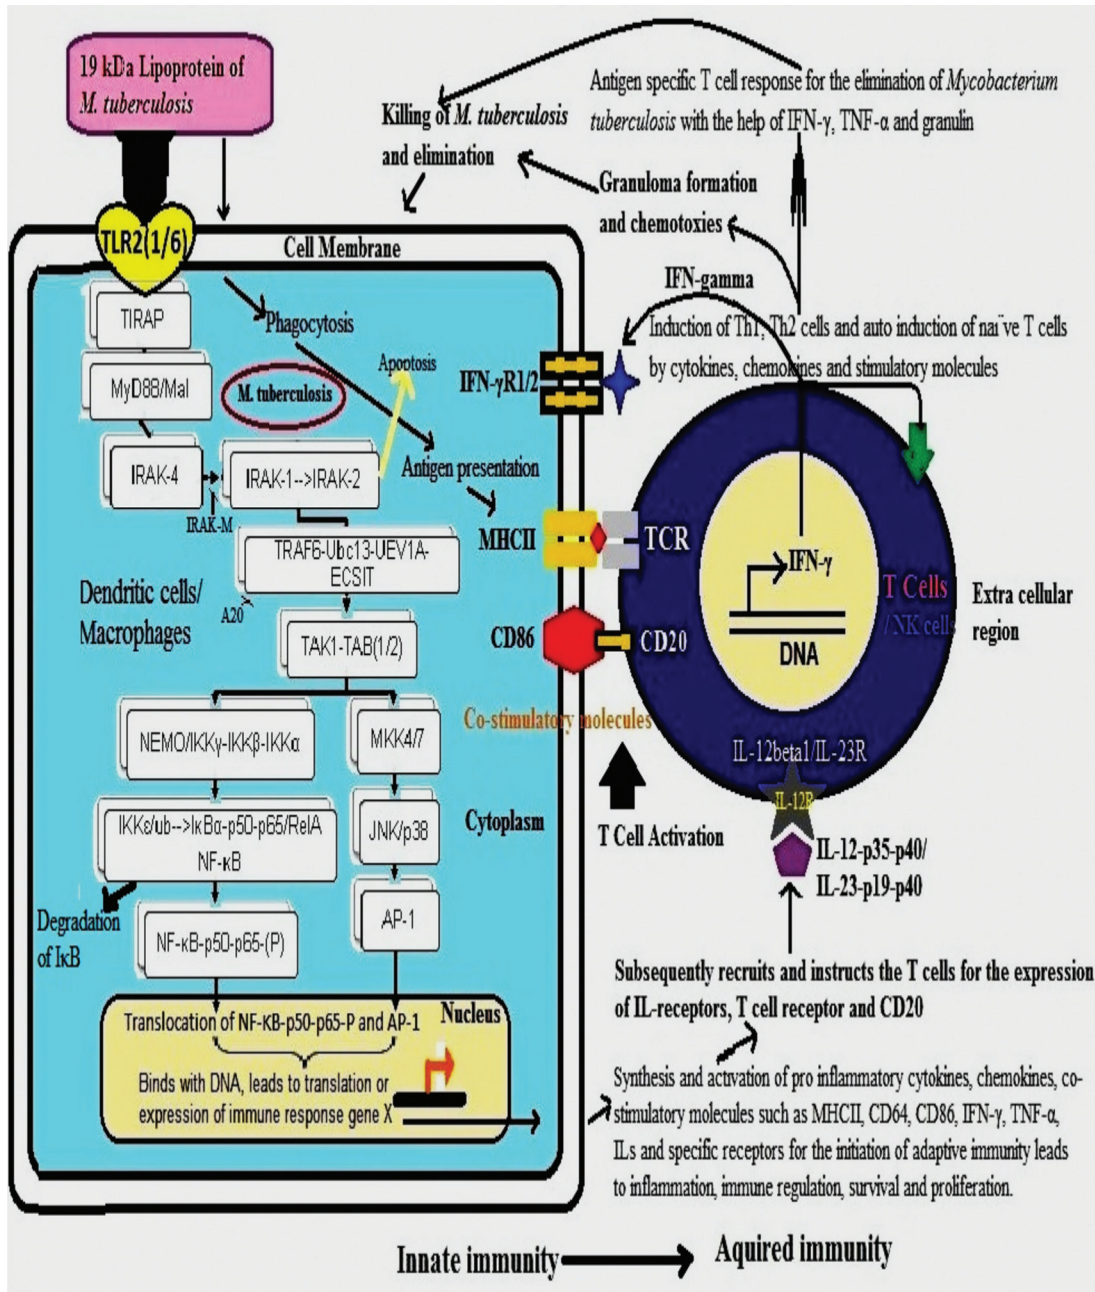 19 kDa Lipoprotein of
M. tuberculosis
TLR2(1/6)
Cell Membrane
TIRAP
MyD88/Mal
IRAK-4
IRAK-M
IRAK-1-->IRAK-2
Phagocytosis
M. tuberculosis
Apoptosis
Antigen presentation
TRAF6-Ubc13-UEV1A-
ECSIT
A20
Dendritic cells/
Macrophages
TAK1-TAB(1/2)
NEMO/IKKγ-IKKβ-IKKα
MKK4/7
IKKε/ub-->IκBα-p50-p65/RelA
NF-κB
JNK/p38
Cytoplasm
Degradation
of IκB
NF-κB-p50-p65-(P)
AP-1
Translocation of NF-KB-p50-p65-P and AP-1
Nucleus
Binds with DNA, leads to translation or
expression of immune response gene X
Killing of M. tuberculosis
and elimination
Antigen specific T cell response for the elimination of Mycobacterium
tuberculosis with the help of IFN-γ, TNF-α and granulin
Granuloma formation
and chemotoxies
IFN-gamma
Induction of Th1, Th2 cells and auto induction of naï've T cells
by cytokines, chemokines and stimulatory molecules
IFN-γR1/2
MHCII
TCR
CD86
CD20
Co-stimulatory molecules
IFN-γ
DNA
T Cells
/ NK cells
Extra cellular
region
IL-12beta1/IL-23R
IL-12R
IL-12-p35-p40/
IL-23-p19-p40
T Cell Activation
Subsequently recruits and instructs the T cells for the expression
of IL-receptors, T cell receptor and CD20
Synthesis and activation of pro inflammatory cytokines, chemokines, co-
stimulatory molecules such as MHCII, CD64, CD86, IFN-γ, TNF-α,
ILs and specific receptors for the initiation of adaptive immunity leads
to inflammation, immune regulation, survival and proliferation.
Innate immunity
Aquired immunity